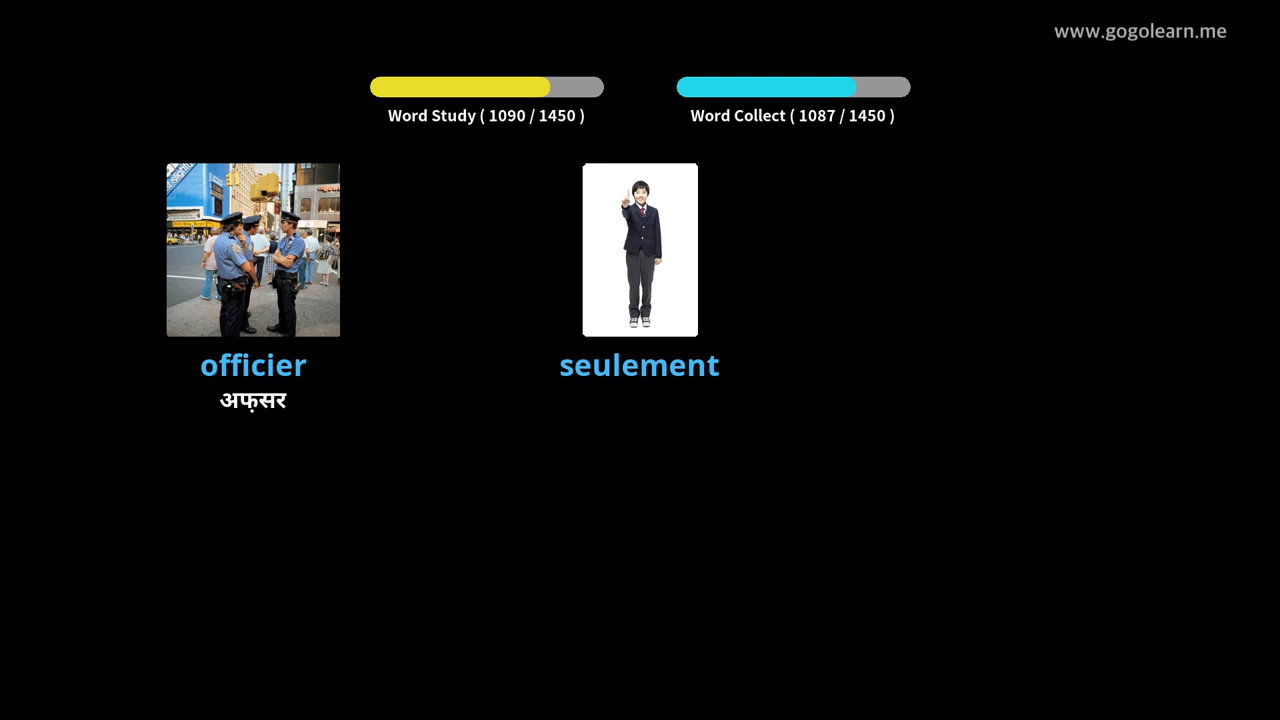 www.gogolearn.me
Word Study ( 1090 / 1450 )
Word Collect ( 1087 / 1450 )
officier
seulement
अफ़सर